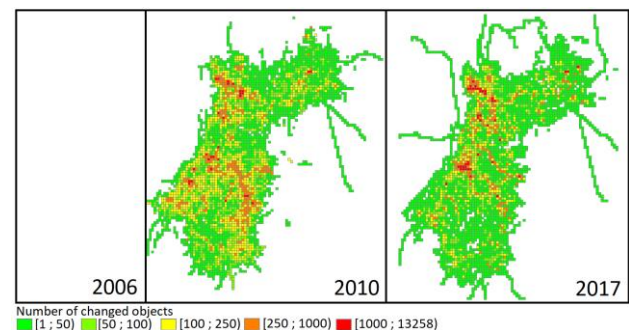 2006
2010
2017
Number of changed objects
[1 ; 50) [50 ; 100) [100 ; 250) [250 ; 1000) [1000 ; 13258)